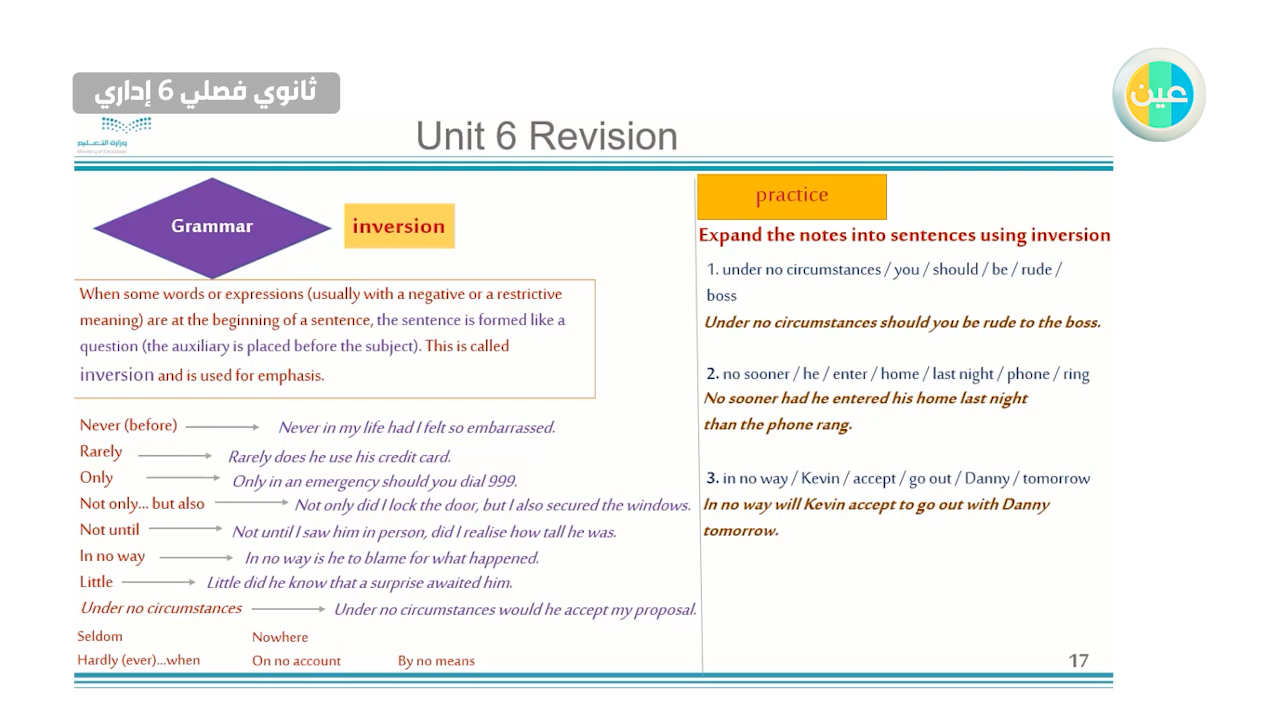 ثانوي فصلي 6 إداري
عين
وزارة التعليم
Ministry of Education
Unit 6 Revision
Grammar
inversion
When some words or expressions (usually with a negative or a restrictive
meaning) are at the beginning of a sentence, the sentence is formed like a
question (the auxiliary is placed before the subject). This is called
inversion and is used for emphasis.
Never (before) Never in my life had I felt so embarrassed.
Rarely Rarely does he use his credit card.
Only Only in an emergency should you dial 999.
Not only... but also Not only did I lock the door, but I also secured the windows.
Not until Not until I saw him in person, did I realise how tall he was.
In no way In no way is he to blame for what happened.
Little Little did he know that a surprise awaited him.
Under no circumstances Under no circumstances would he accept my proposal.
Seldom Nowhere
Hardly (ever)...when On no account By no means
practice
Expand the notes into sentences using inversion
1. under no circumstances / you / should / be / rude /
boss
Under no circumstances should you be rude to the boss.
2. no sooner / he / enter / home / last night / phone / ring
No sooner had he entered his home last night
than the phone rang.
3. in no way / Kevin / accept / go out / Danny / tomorrow
In no way will Kevin accept to go out with Danny
tomorrow.
17